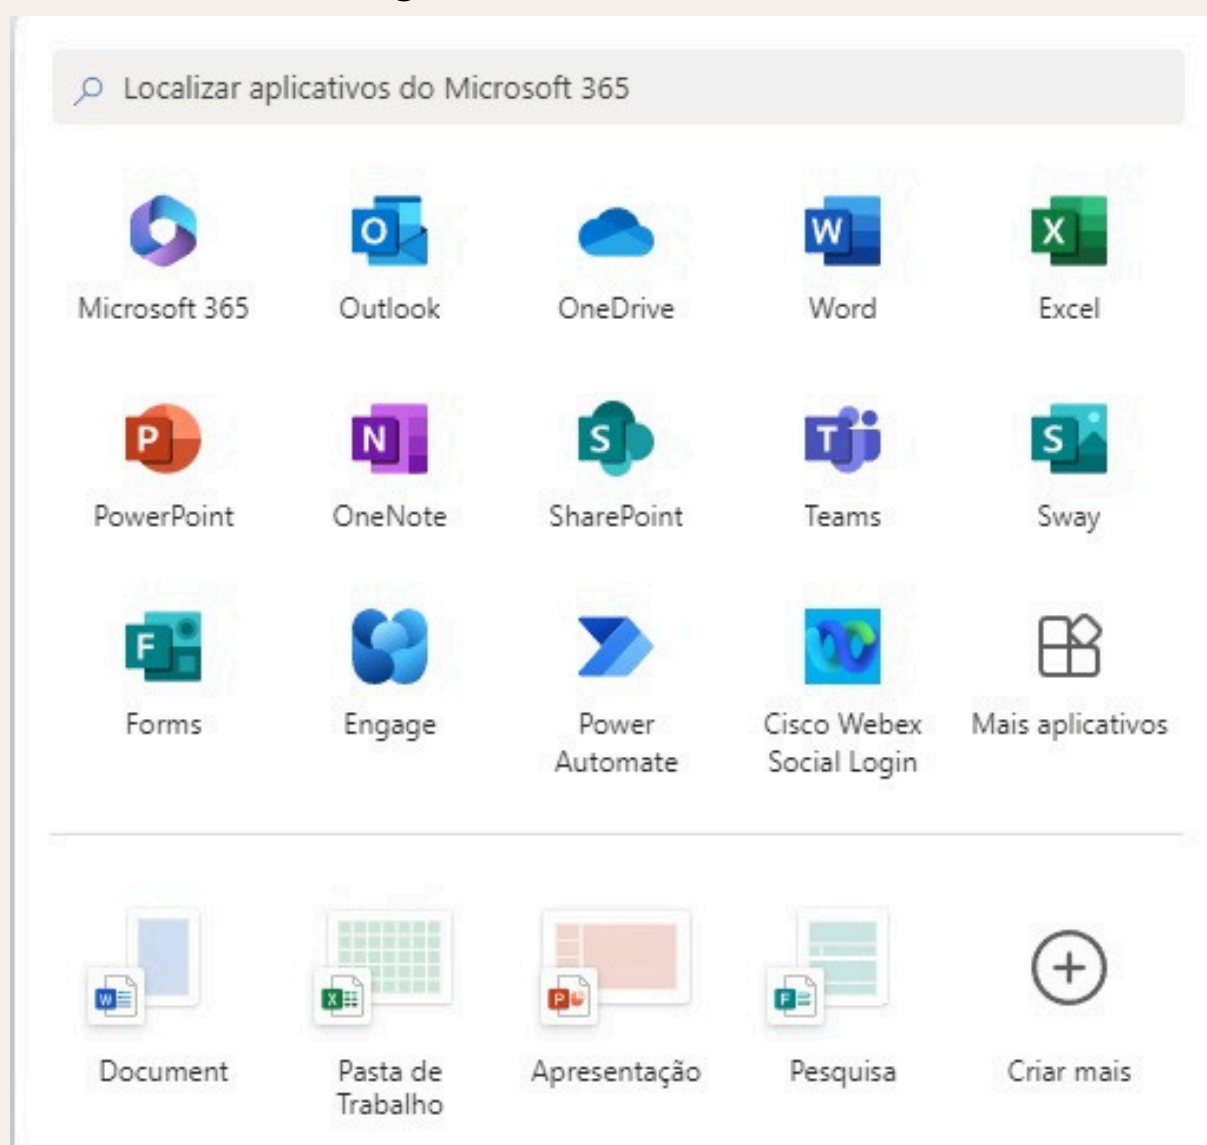 Localizar aplicativos do Microsoft 365
Microsoft 365
Outlook
OneDrive
Word
Excel
PowerPoint
OneNote
SharePoint
Teams
Sway
Forms
Engage
Power
Automate
Cisco Webex
Social Login
Mais aplicativos
Document
Pasta de
Trabalho
Apresentação
Pesquisa
Criar mais